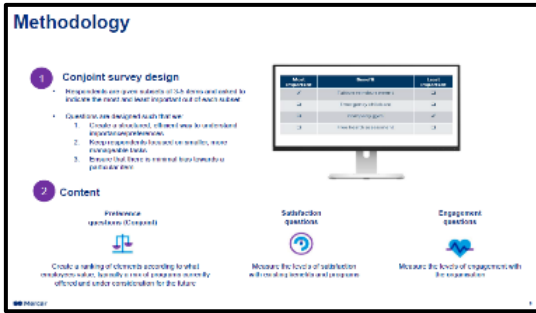 Methodology
1 Conjoint survey design
• Respondents are given subsets of 3-5 items and asked to
indicate the most and least important out of each subset
• Questions are designed such that we:
1. Create a structured, efficient way to understand
importance/preferences
2. Keep respondents focused on smaller, more
manageable tasks
3. Ensure that there is minimal bias towards a
particular item
Most Important Benefit Least Important
2 Content
Preference
questions (Conjoint)
Create a ranking of elements according to what
employees value, typically a mix of programs currently
offered and under consideration for the future
Satisfaction
questions
Measure the levels of satisfaction
with existing benefits and programs
Engagement
questions
Measure the levels of engagement with
the organisation
Mercer